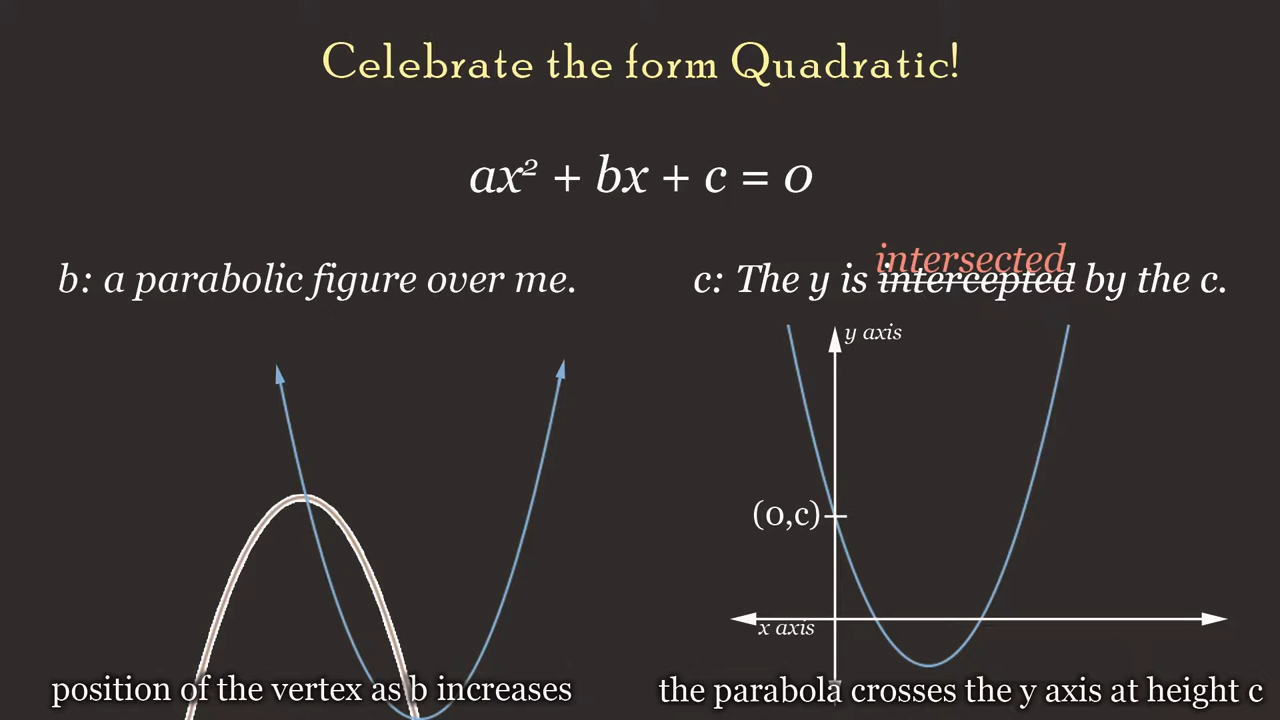 Celebrate the form Quadratic!
ax² + bx + c = 0
b: a parabolic figure over me.
intersected
c: The y is intercepted by the c.
y axis
(0,c)
x axis
position of the vertex as b increases
the parabola crosses the y axis at height c